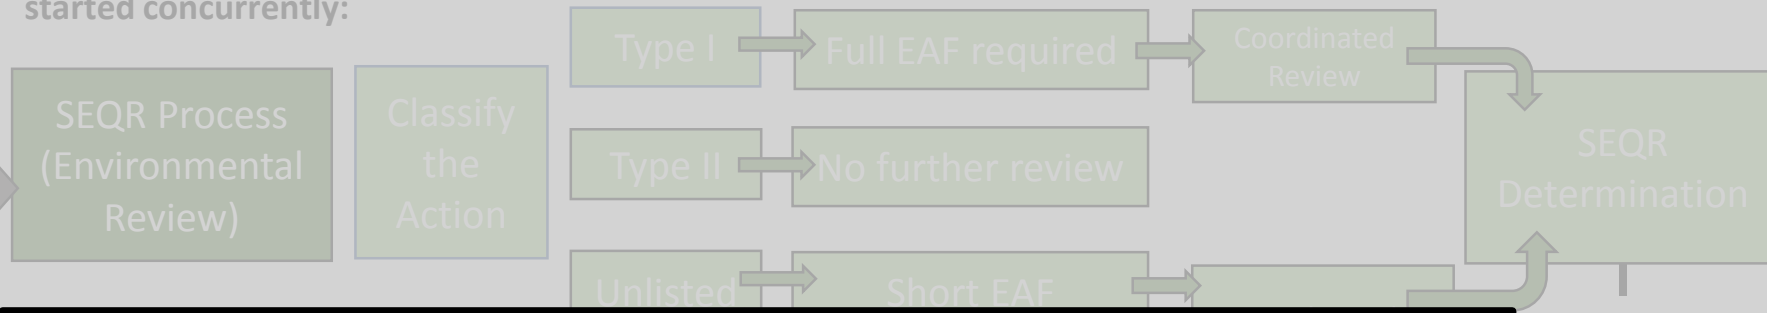 started concurrently:
SEQR Process
(Environmental
Review)
Classify
the
Action
Type I
Full EAF required
Coordinated
Review
Type II
No further review
Unlisted
Short EAF
SEQR
Determination